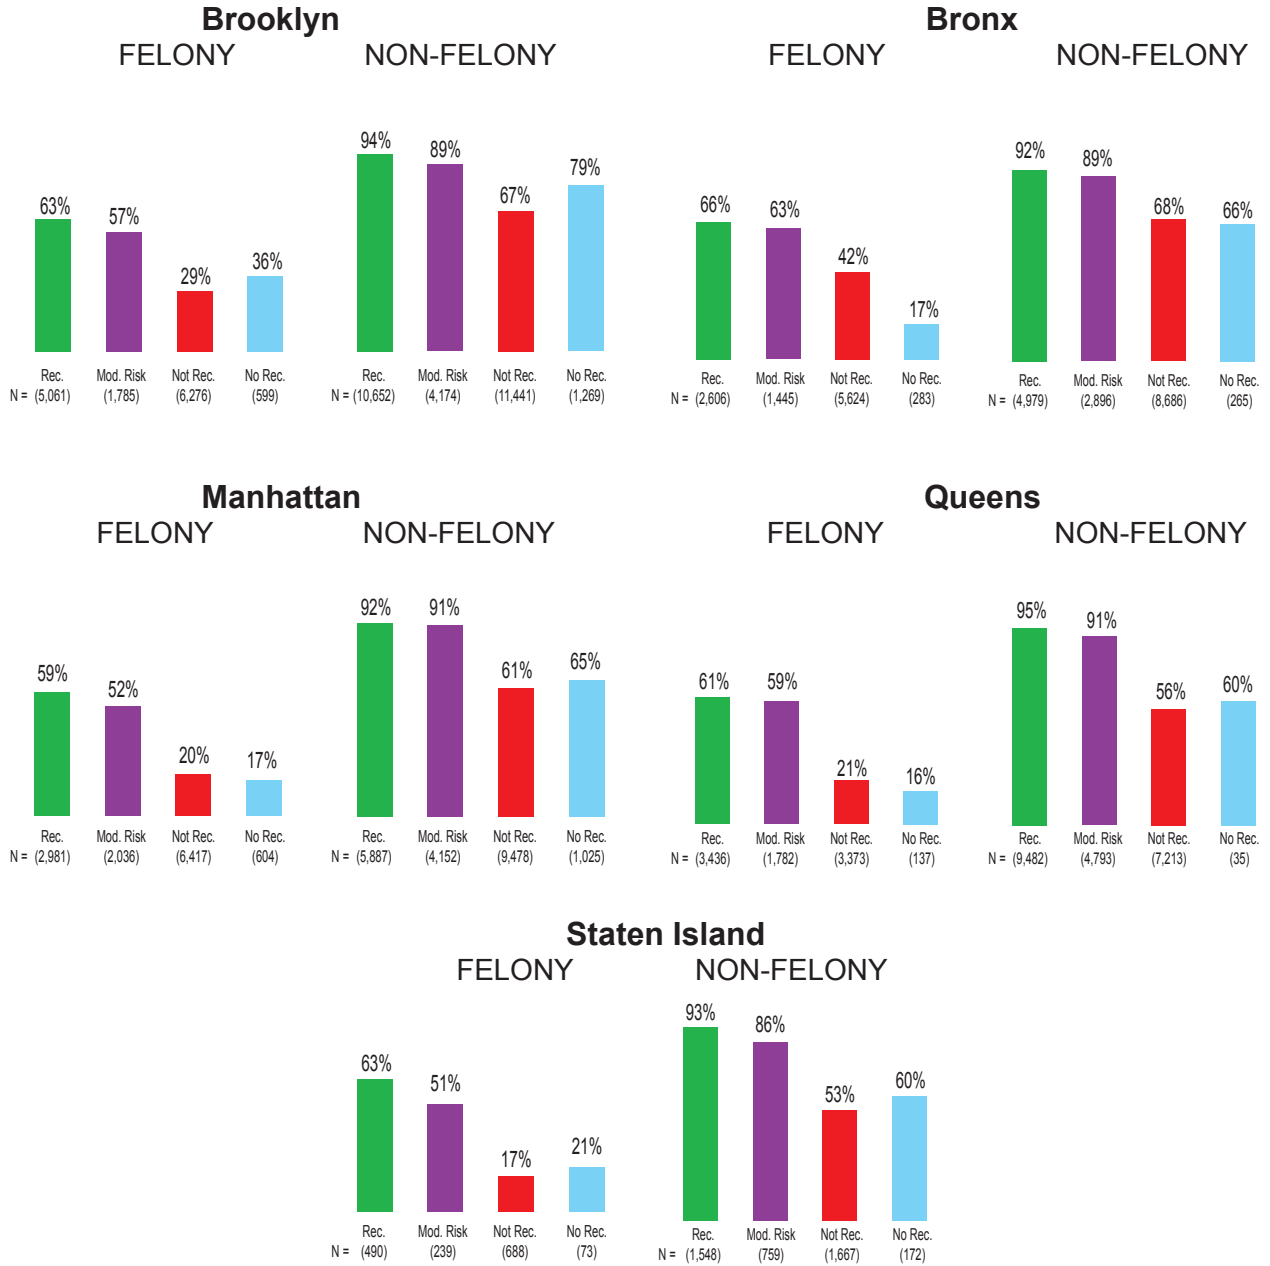 Brooklyn
FELONY NON-FELONY
63% 57% 29% 36% 94% 89% 67% 79%
Rec. Mod. Risk Not Rec. No Rec. Rec. Mod. Risk Not Rec. No Rec.
N = (5,061) (1,785) (6,276) (599) N = (10,652) (4,174) (11,441) (1,269)
Bronx
FELONY NON-FELONY
66% 63% 42% 17% 92% 89% 68% 66%
Rec. Mod. Risk Not Rec. No Rec. Rec. Mod. Risk Not Rec. No Rec.
N = (2,606) (1,445) (5,624) (283) N = (4,979) (2,896) (8,686) (265)
Manhattan
FELONY NON-FELONY
59% 52% 20% 17% 92% 91% 61% 65%
Rec. Mod. Risk Not Rec. No Rec. Rec. Mod. Risk Not Rec. No Rec.
N = (2,981) (2,036) (6,417) (604) N = (5,887) (4,152) (9,478) (1,025)
Queens
FELONY NON-FELONY
61% 59% 21% 16% 95% 91% 56% 60%
Rec. Mod. Risk Not Rec. No Rec. Rec. Mod. Risk Not Rec. No Rec.
N = (3,436) (1,782) (3,373) (137) N = (9,482) (4,793) (7,213) (35)
Staten Island
FELONY NON-FELONY
63% 51% 17% 21% 93% 86% 53% 60%
Rec. Mod. Risk Not Rec. No Rec. Rec. Mod. Risk Not Rec. No Rec.
N = (490) (239) (688) (73) N = (1,548) (759) (1,667) (172)